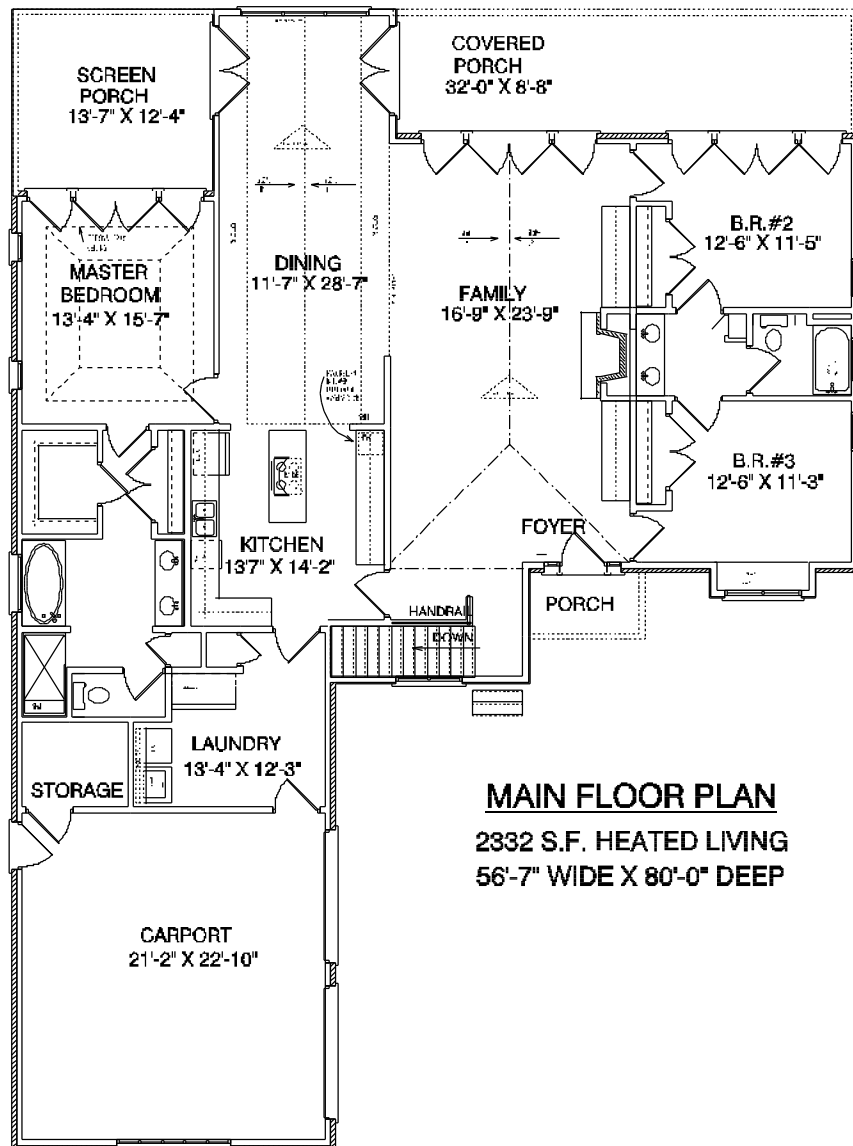 COVERED
PORCH
32'-0" X 8'-8"
SCREEN
PORCH
13'-7" X 12'-4"
B.R.#2
12'-6" X 11'-5"
DINING
11'-7" X 28'-7"
MASTER
BEDROOM
13'-4" X 15'-7"
FAMILY
16'-9" X 23'-9"
B.R.#3
12'-6" X 11'-3"
FOYER
KITCHEN
13'7" X 14'-2"
PORCH
HANDRAIL
DOWN
LAUNDRY
13'-4" X 12'-3"
STORAGE
MAIN FLOOR PLAN
2332 S.F. HEATED LIVING
56'-7" WIDE X 80'-0" DEEP
CARPORT
21'-2" X 22'-10"